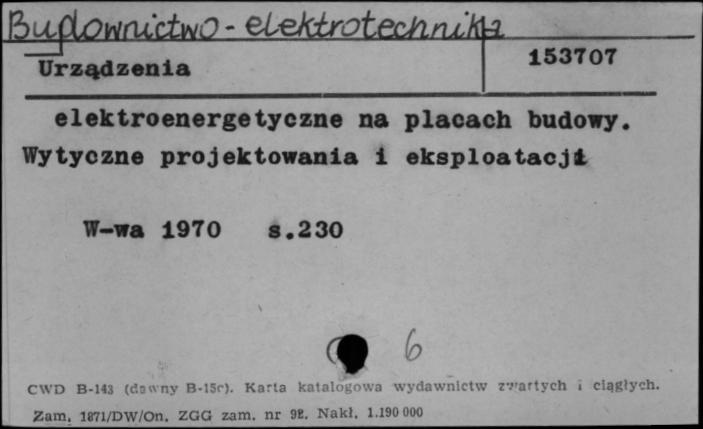 Budownictwo - elektrotechnika
Urządzenia
153707
elektroenergetyczne na placach budowy.
Wytyczne projektowania i eksploatacji
W-wa 1970 s.230
6
CWD B-143 (dawny B-15c). Karta katalogowa wydawnictw zwartych i ciągłych.
Zam. 1871/DW/On. ZGG zam. nr 92. Nakł. 1.190 000